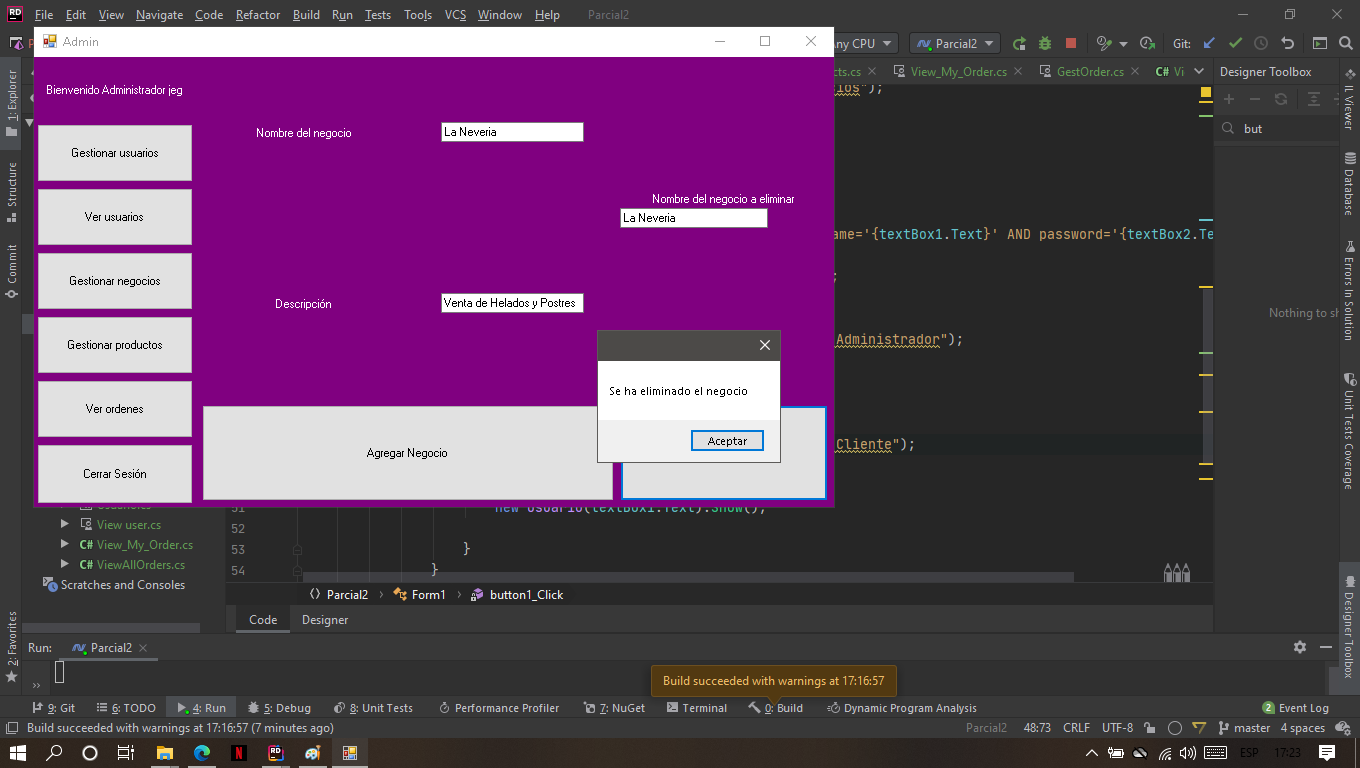 RD File Edit View Navigate Code Refactor Build Run Tests Tools VCS Window Help Parcial2
Admin
Any CPU Parcial2 Git:
Bienvenido Administrador jeg
cts.cs View_My_Order.cs GestOrder.cs C# Vi Designer Toolbox
but
Nothing to sh
Nombre del negocio La Neveria
Nombre del negocio a eliminar
La Neveria
Descripción Venta de Helados y Postres
Gestionar usuarios
Ver usuarios
Gestionar negocios
Gestionar productos
Ver ordenes
Cerrar Sesión
Se ha eliminado el negocio
Aceptar
Agregar Negocio
ios");
ame='{textBox1.Text}' AND password='{textBox2.Te
;
Administrador");
Cliente");
51 new Usuario(textBox1.Text).Show();
52
53 }
54 }
View user.cs
C# View_My_Order.cs
C# ViewAllOrders.cs
Scratches and Consoles
Parcial2 Form1 button1_Click
Code Designer
1: Explorer
Structure
Commit
2: Favorites
IL Viewer
Database
Errors In Solution
Unit Tests Coverage
Designer Toolbox
Run: Parcial2
Build succeeded with warnings at 17:16:57
9: Git 6: TODO 4: Run 5: Debug 8: Unit Tests Performance Profiler 7: NuGet Terminal 0: Build Dynamic Program Analysis 2 Event Log
Build succeeded with warnings at 17:16:57 (7 minutes ago) Parcial2 48:73 CRLF UTF-8 master 4 spaces
N RD ESP 17:23